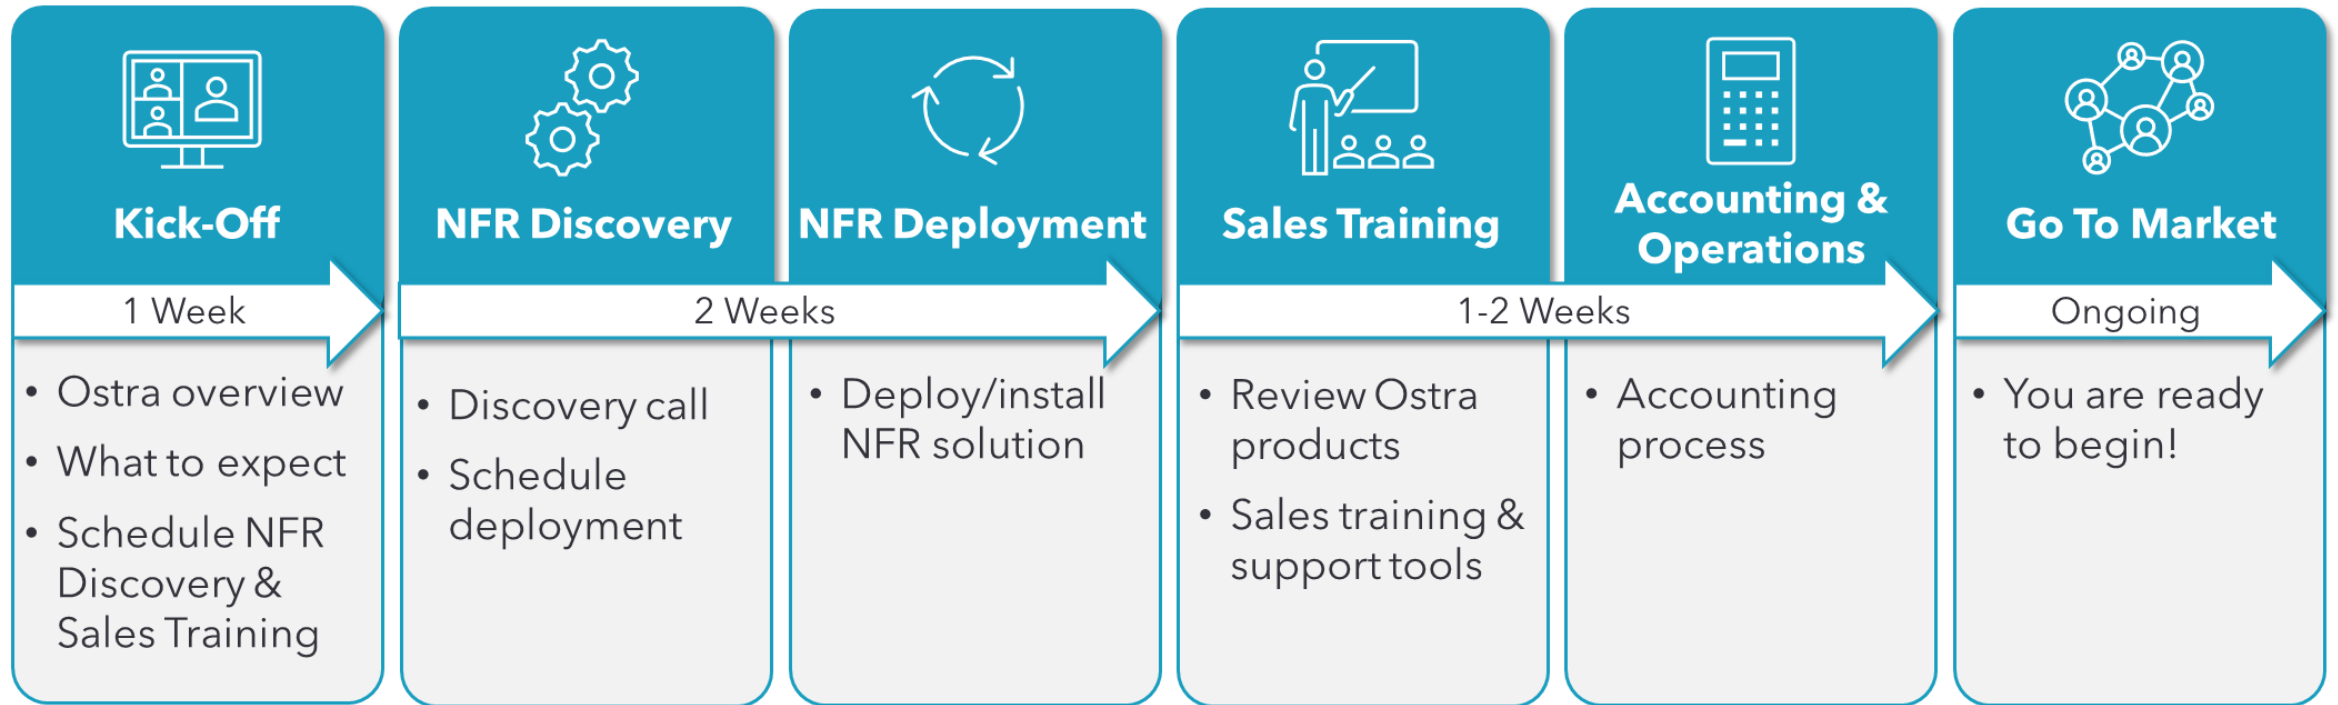 Kick-Off
1 Week
• Ostra overview
• What to expect
• Schedule NFR
Discovery &
Sales Training
NFR Discovery
NFR Deployment
2 Weeks
• Discovery call
• Schedule
deployment
• Deploy/install
NFR solution
Sales Training
Accounting &
Operations
1-2 Weeks
• Review Ostra
products
• Sales training &
support tools
• Accounting
process
Go To Market
Ongoing
• You are ready
to begin!